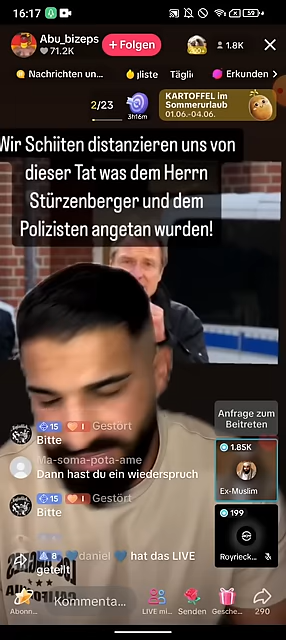 16:17
59
Abu_bizeps
71.2K
+ Folgen
1.8K
Nachrichten un...
jliste
Tägli
Erkunden
2/23
3h16m
KARTOFFEL im
Sommerurlaub
01.06.-04.06.
Wir Schiiten distanzieren uns von
dieser Tat was dem Herrn
Stürzenberger und dem
Polizisten angetan wurden!
Anfrage zum
Beitreten
15 I Gestört
Bitte
1.85K
Ma-soma-pota-ame
Dann hast du ein wiederspruch
Ex-Muslim
15 I Gestört
Bitte
199
8 daniel hat das LIVE
geteilt
Royrieck...
Abonn...
Kommenta...
LIVE mi...
Senden
Gesche...
290